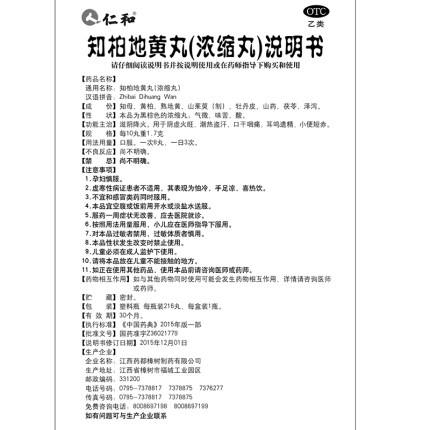 仁和
OTC
乙类
知柏地黄丸(浓缩丸)说明书
请仔细阅读说明书并按说明使用或在药师指导下购买和使用
【药品名称】
通用名称：知柏地黄丸(浓缩丸)
汉语拼音：Zhibai Dihuang Wan
【成　份】知母、黄柏、熟地黄、山茱萸（制）、牡丹皮、山药、茯苓、泽泻。
【性　状】本品为黑棕色的浓缩丸；气微，味苦、酸。
【功能主治】滋阴降火。用于阴虚火旺，潮热盗汗，口干咽痛，耳鸣遗精，小便短赤。
【规　格】每10丸重1.7克
【用法用量】口服。一次8丸，一日3次。
【不良反应】尚不明确。
【禁　忌】尚不明确。
【注意事项】
1.孕妇慎服。
2.虚寒性病证患者不适用，其表现为怕冷，手足凉，喜热饮。
3.不宜和感冒类药同时服用。
4.本品宜空腹或饭前用开水或淡盐水送服。
5.服药一周症状无改善，应去医院就诊。
6.按照用法用量服用，小儿应在医师指导下服用。
7.对本品过敏者禁用，过敏体质者慎用。
8.本品性状发生改变时禁止使用。
9.儿童必须在成人监护下使用。
10.请将本品放在儿童不能接触的地方。
11.如正在使用其他药品，使用本品前请咨询医师或药师。
【药物相互作用】如与其他药物同时使用可能会发生药物相互作用，详情请咨询医师
或药师。
【贮　藏】密封。
【包　装】塑料瓶 每瓶装216丸，每盒装1瓶。
【有 效 期】30个月。
【执行标准】《中国药典》2015年版一部
【批准文号】国药准字Z36021779
【说明书修订日期】2015年12月01日
【生产企业】
企业名称：江西药都樟树制药有限公司
生产地址：江西省樟树市福城工业园区
邮政编码：331200
电话号码：0795-7378817　7378875　7376277
传真号码：0795-7378817　7378875
免费咨询电话：8008697198　8008697199
如有问题可与生产企业联系